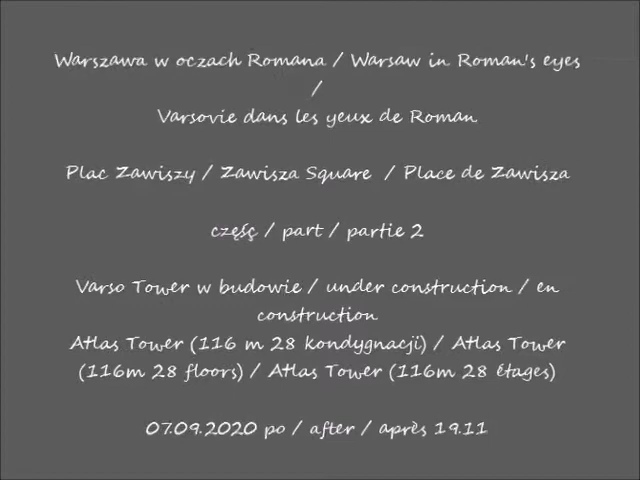 Warszawa w oczach Romana / Warsaw in Roman's eyes
/
Varsovie dans les yeux de Roman
Plac Zawiszy / Zawisza Square / Place de Zawisza
częśç / part / partie 2
Varso Tower w budowie / under construction / en
construction
Atlas Tower (116 m 28 kondygnacji) / Atlas Tower
(116m 28 floors) / Atlas Tower (116m 28 étages)
07.09.2020 po / after / après 19.11